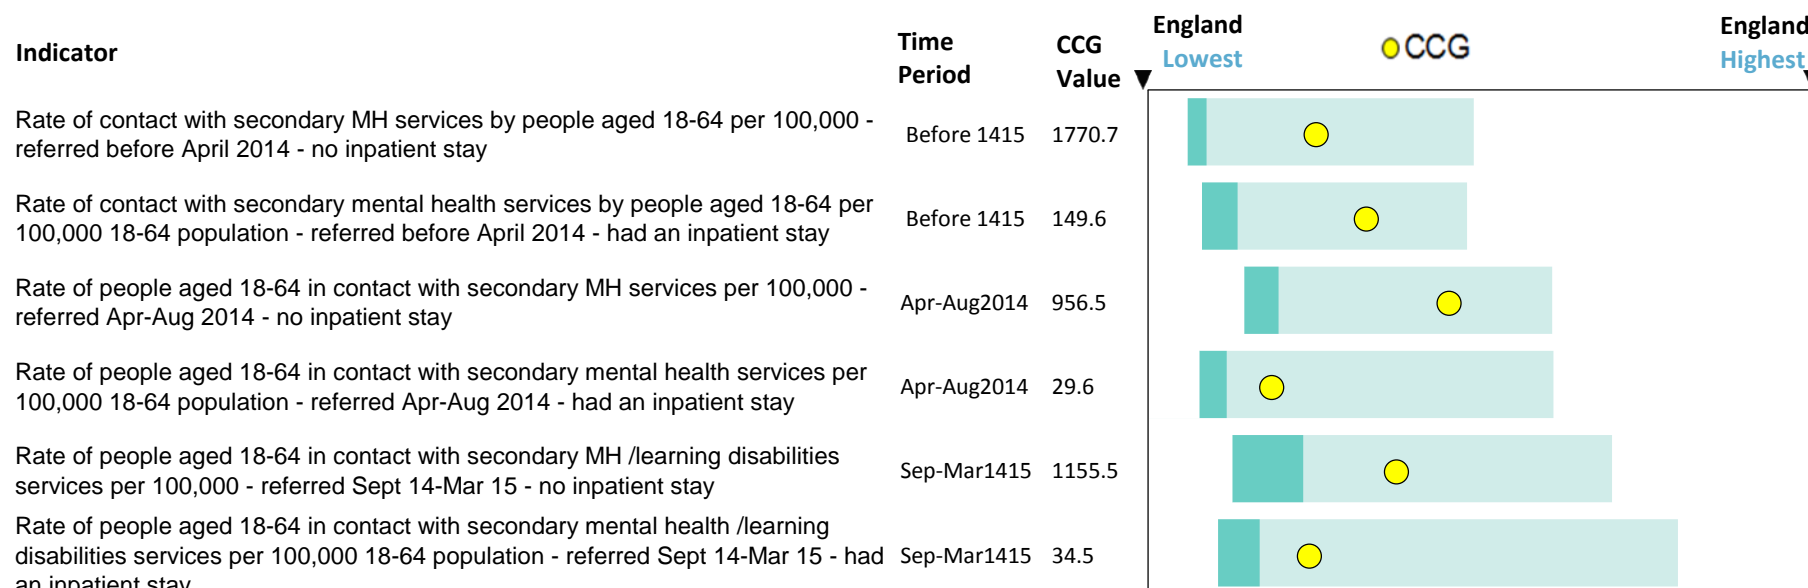 Indicator
Time Period
CCG Value
England Lowest
CCG
England Highest
Rate of contact with secondary MH services by people aged 18-64 per 100,000 -
referred before April 2014 - no inpatient stay
Before 1415 1770.7
Rate of contact with secondary mental health services by people aged 18-64 per
100,000 18-64 population - referred before April 2014 - had an inpatient stay
Before 1415 149.6
Rate of people aged 18-64 in contact with secondary MH services per 100,000 -
referred Apr-Aug 2014 - no inpatient stay
Apr-Aug2014 956.5
Rate of people aged 18-64 in contact with secondary mental health services per
100,000 18-64 population - referred Apr-Aug 2014 - had an inpatient stay
Apr-Aug2014 29.6
Rate of people aged 18-64 in contact with secondary MH /learning disabilities
services per 100,000 - referred Sept 14-Mar 15 - no inpatient stay
Sep-Mar1415 1155.5
Rate of people aged 18-64 in contact with secondary mental health /learning
disabilities services per 100,000 18-64 population - referred Sept 14-Mar 15 - had
an inpatient stay
Sep-Mar1415 34.5